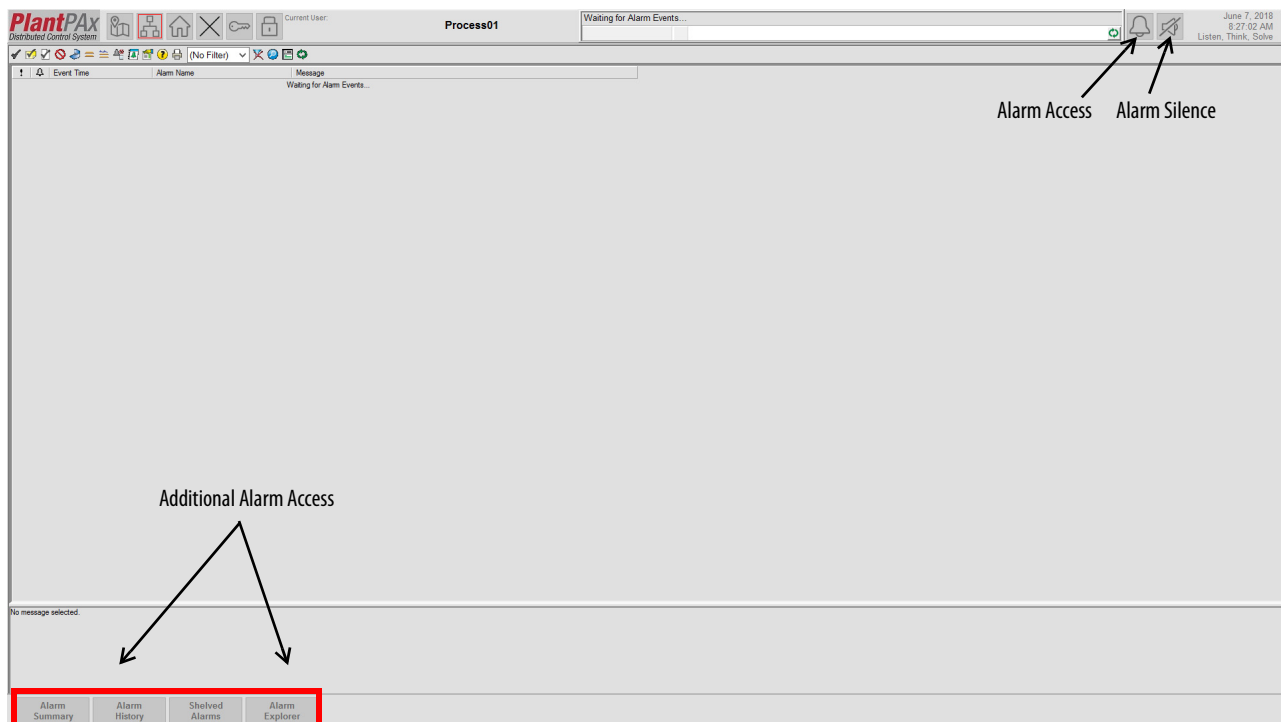 PlantPAx
Distributed Control System
Current User:
Process01
Waiting for Alarm Events...
June 7, 2018
8:27:02 AM
Listen, Think, Solve
(No Filter)
! Event Time Alarm Name Message
Waiting for Alarm Events...
Alarm Access Alarm Silence
Additional Alarm Access
No message selected.
Alarm Summary
Alarm History
Shelved Alarms
Alarm Explorer